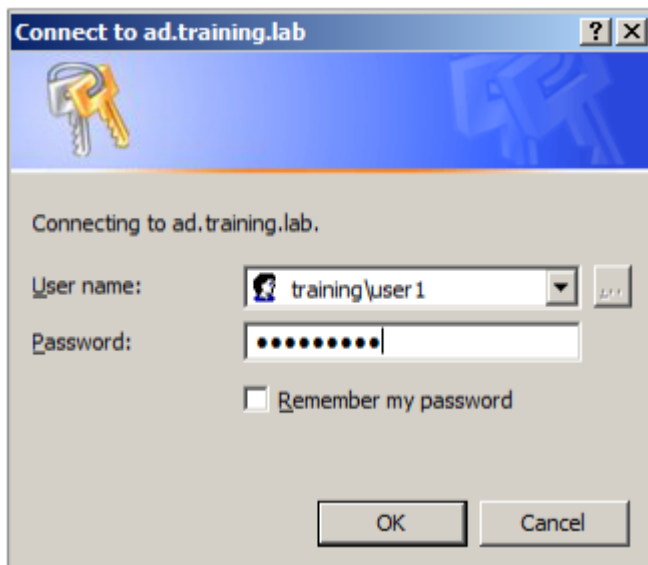 Connect to ad.training.lab
Connecting to ad.training.lab.
User name: training\user1 ...
Password: •••••••••
Remember my password
OK Cancel